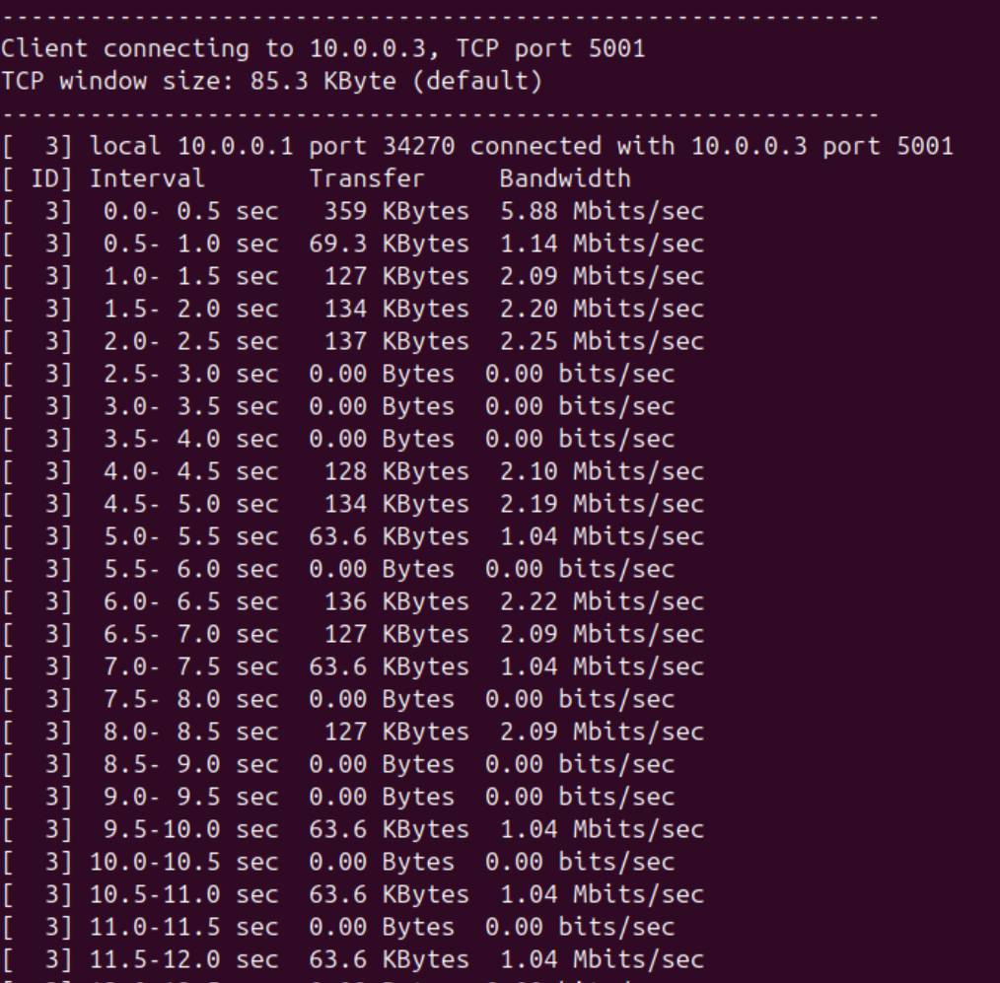 ------------------------------------------------------------
Client connecting to 10.0.0.3, TCP port 5001
TCP window size: 85.3 KByte (default)
------------------------------------------------------------
[  3] local 10.0.0.1 port 34270 connected with 10.0.0.3 port 5001
[ ID] Interval       Transfer     Bandwidth
[  3]  0.0- 0.5 sec   359 KBytes  5.88 Mbits/sec
[  3]  0.5- 1.0 sec  69.3 KBytes  1.14 Mbits/sec
[  3]  1.0- 1.5 sec   127 KBytes  2.09 Mbits/sec
[  3]  1.5- 2.0 sec   134 KBytes  2.20 Mbits/sec
[  3]  2.0- 2.5 sec   137 KBytes  2.25 Mbits/sec
[  3]  2.5- 3.0 sec  0.00 Bytes  0.00 bits/sec
[  3]  3.0- 3.5 sec  0.00 Bytes  0.00 bits/sec
[  3]  3.5- 4.0 sec  0.00 Bytes  0.00 bits/sec
[  3]  4.0- 4.5 sec   128 KBytes  2.10 Mbits/sec
[  3]  4.5- 5.0 sec   134 KBytes  2.19 Mbits/sec
[  3]  5.0- 5.5 sec  63.6 KBytes  1.04 Mbits/sec
[  3]  5.5- 6.0 sec  0.00 Bytes  0.00 bits/sec
[  3]  6.0- 6.5 sec   136 KBytes  2.22 Mbits/sec
[  3]  6.5- 7.0 sec   127 KBytes  2.09 Mbits/sec
[  3]  7.0- 7.5 sec  63.6 KBytes  1.04 Mbits/sec
[  3]  7.5- 8.0 sec  0.00 Bytes  0.00 bits/sec
[  3]  8.0- 8.5 sec   127 KBytes  2.09 Mbits/sec
[  3]  8.5- 9.0 sec  0.00 Bytes  0.00 bits/sec
[  3]  9.0- 9.5 sec  0.00 Bytes  0.00 bits/sec
[  3]  9.5-10.0 sec  63.6 KBytes  1.04 Mbits/sec
[  3] 10.0-10.5 sec  0.00 Bytes  0.00 bits/sec
[  3] 10.5-11.0 sec  63.6 KBytes  1.04 Mbits/sec
[  3] 11.0-11.5 sec  0.00 Bytes  0.00 bits/sec
[  3] 11.5-12.0 sec  63.6 KBytes  1.04 Mbits/sec